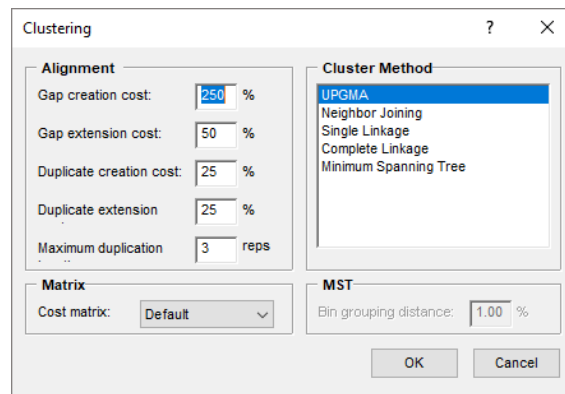 Clustering
?
Alignment
Gap creation cost: 250 %
Gap extension cost: 50 %
Duplicate creation cost: 25 %
Duplicate extension 25 %
Maximum duplication 3 reps
Cluster Method
UPGMA
Neighbor Joining
Single Linkage
Complete Linkage
Minimum Spanning Tree
Matrix
Cost matrix: Default
MST
Bin grouping distance: 1.00 %
OK Cancel